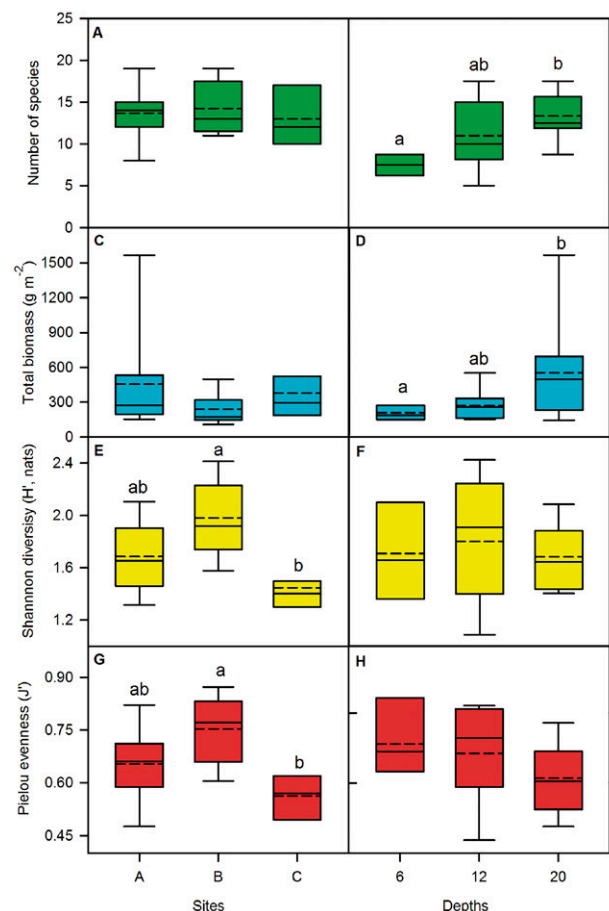 A
Number of species
25
20
15
10
5
0
a
ab
b
C
D
Total biomass (g m⁻²)
1500
1200
900
600
300
0
a
ab
b
E
F
Shannnon diversisy (H', nats)
2.4
2.0
1.6
1.2
ab
a
b
G
H
Pielou evenness (J')
0.90
0.75
0.60
0.45
ab
a
b
A B C 6 12 20
Sites Depths